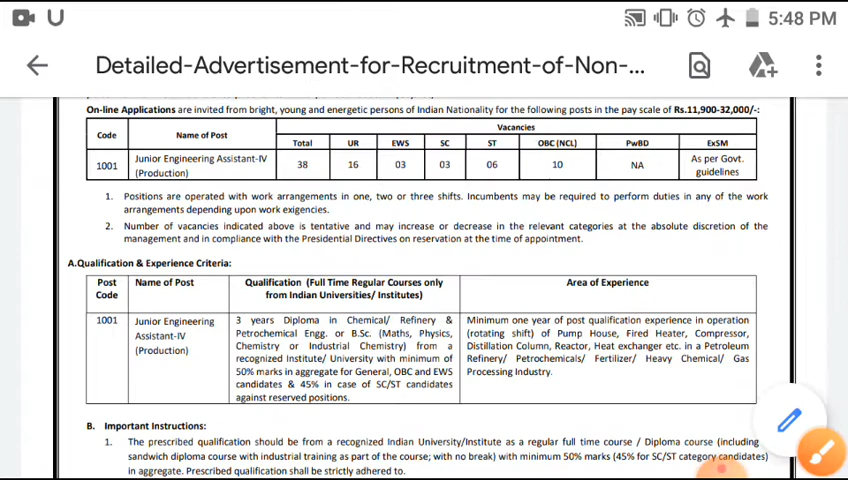 5:48 PM
Detailed-Advertisement-for-Recruitment-of-Non-...
On-line Applications are invited from bright, young and energetic persons of Indian Nationality for the following posts in the pay scale of Rs.11,900-32,000/-:
Code Name of Post Vacancies
Total UR EWS SC ST OBC (NCL) PwBD ExSM
1001 Junior Engineering Assistant-IV 38 16 03 03 06 10 NA As per Govt.
(Production) guidelines
1. Positions are operated with work arrangements in one, two or three shifts. Incumbents may be required to perform duties in any of the work
arrangements depending upon work exigencies.
2. Number of vacancies indicated above is tentative and may increase or decrease in the relevant categories at the absolute discretion of the
management and in compliance with the Presidential Directives on reservation at the time of appointment.
A.Qualification & Experience Criteria:
Post Name of Post Qualification (Full Time Regular Courses only Area of Experience
Code from Indian Universities/ Institutes)
1001 Junior Engineering 3 years Diploma in Chemical/ Refinery & Minimum one year of post qualification experience in operation
Assistant-IV Petrochemical Engg. or B.Sc. (Maths, Physics, (rotating shift) of Pump House, Fired Heater, Compressor,
(Production) Chemistry or Industrial Chemistry) from a Distillation Column, Reactor, Heat exchanger etc. in a Petroleum
recognized Institute/ University with minimum of Refinery/ Petrochemicals/ Fertilizer/ Heavy Chemical/ Gas
50% marks in aggregate for General, OBC and EWS Processing Industry.
candidates & 45% in case of SC/ST candidates
against reserved positions.
B. Important Instructions:
1. The prescribed qualification should be from a recognized Indian University/Institute as a regular full time course / Diploma course (including
sandwich diploma course with industrial training as part of the course; with no break) with minimum 50% marks (45% for SC/ST category candidates)
in aggregate. Prescribed qualification shall be strictly adhered to.